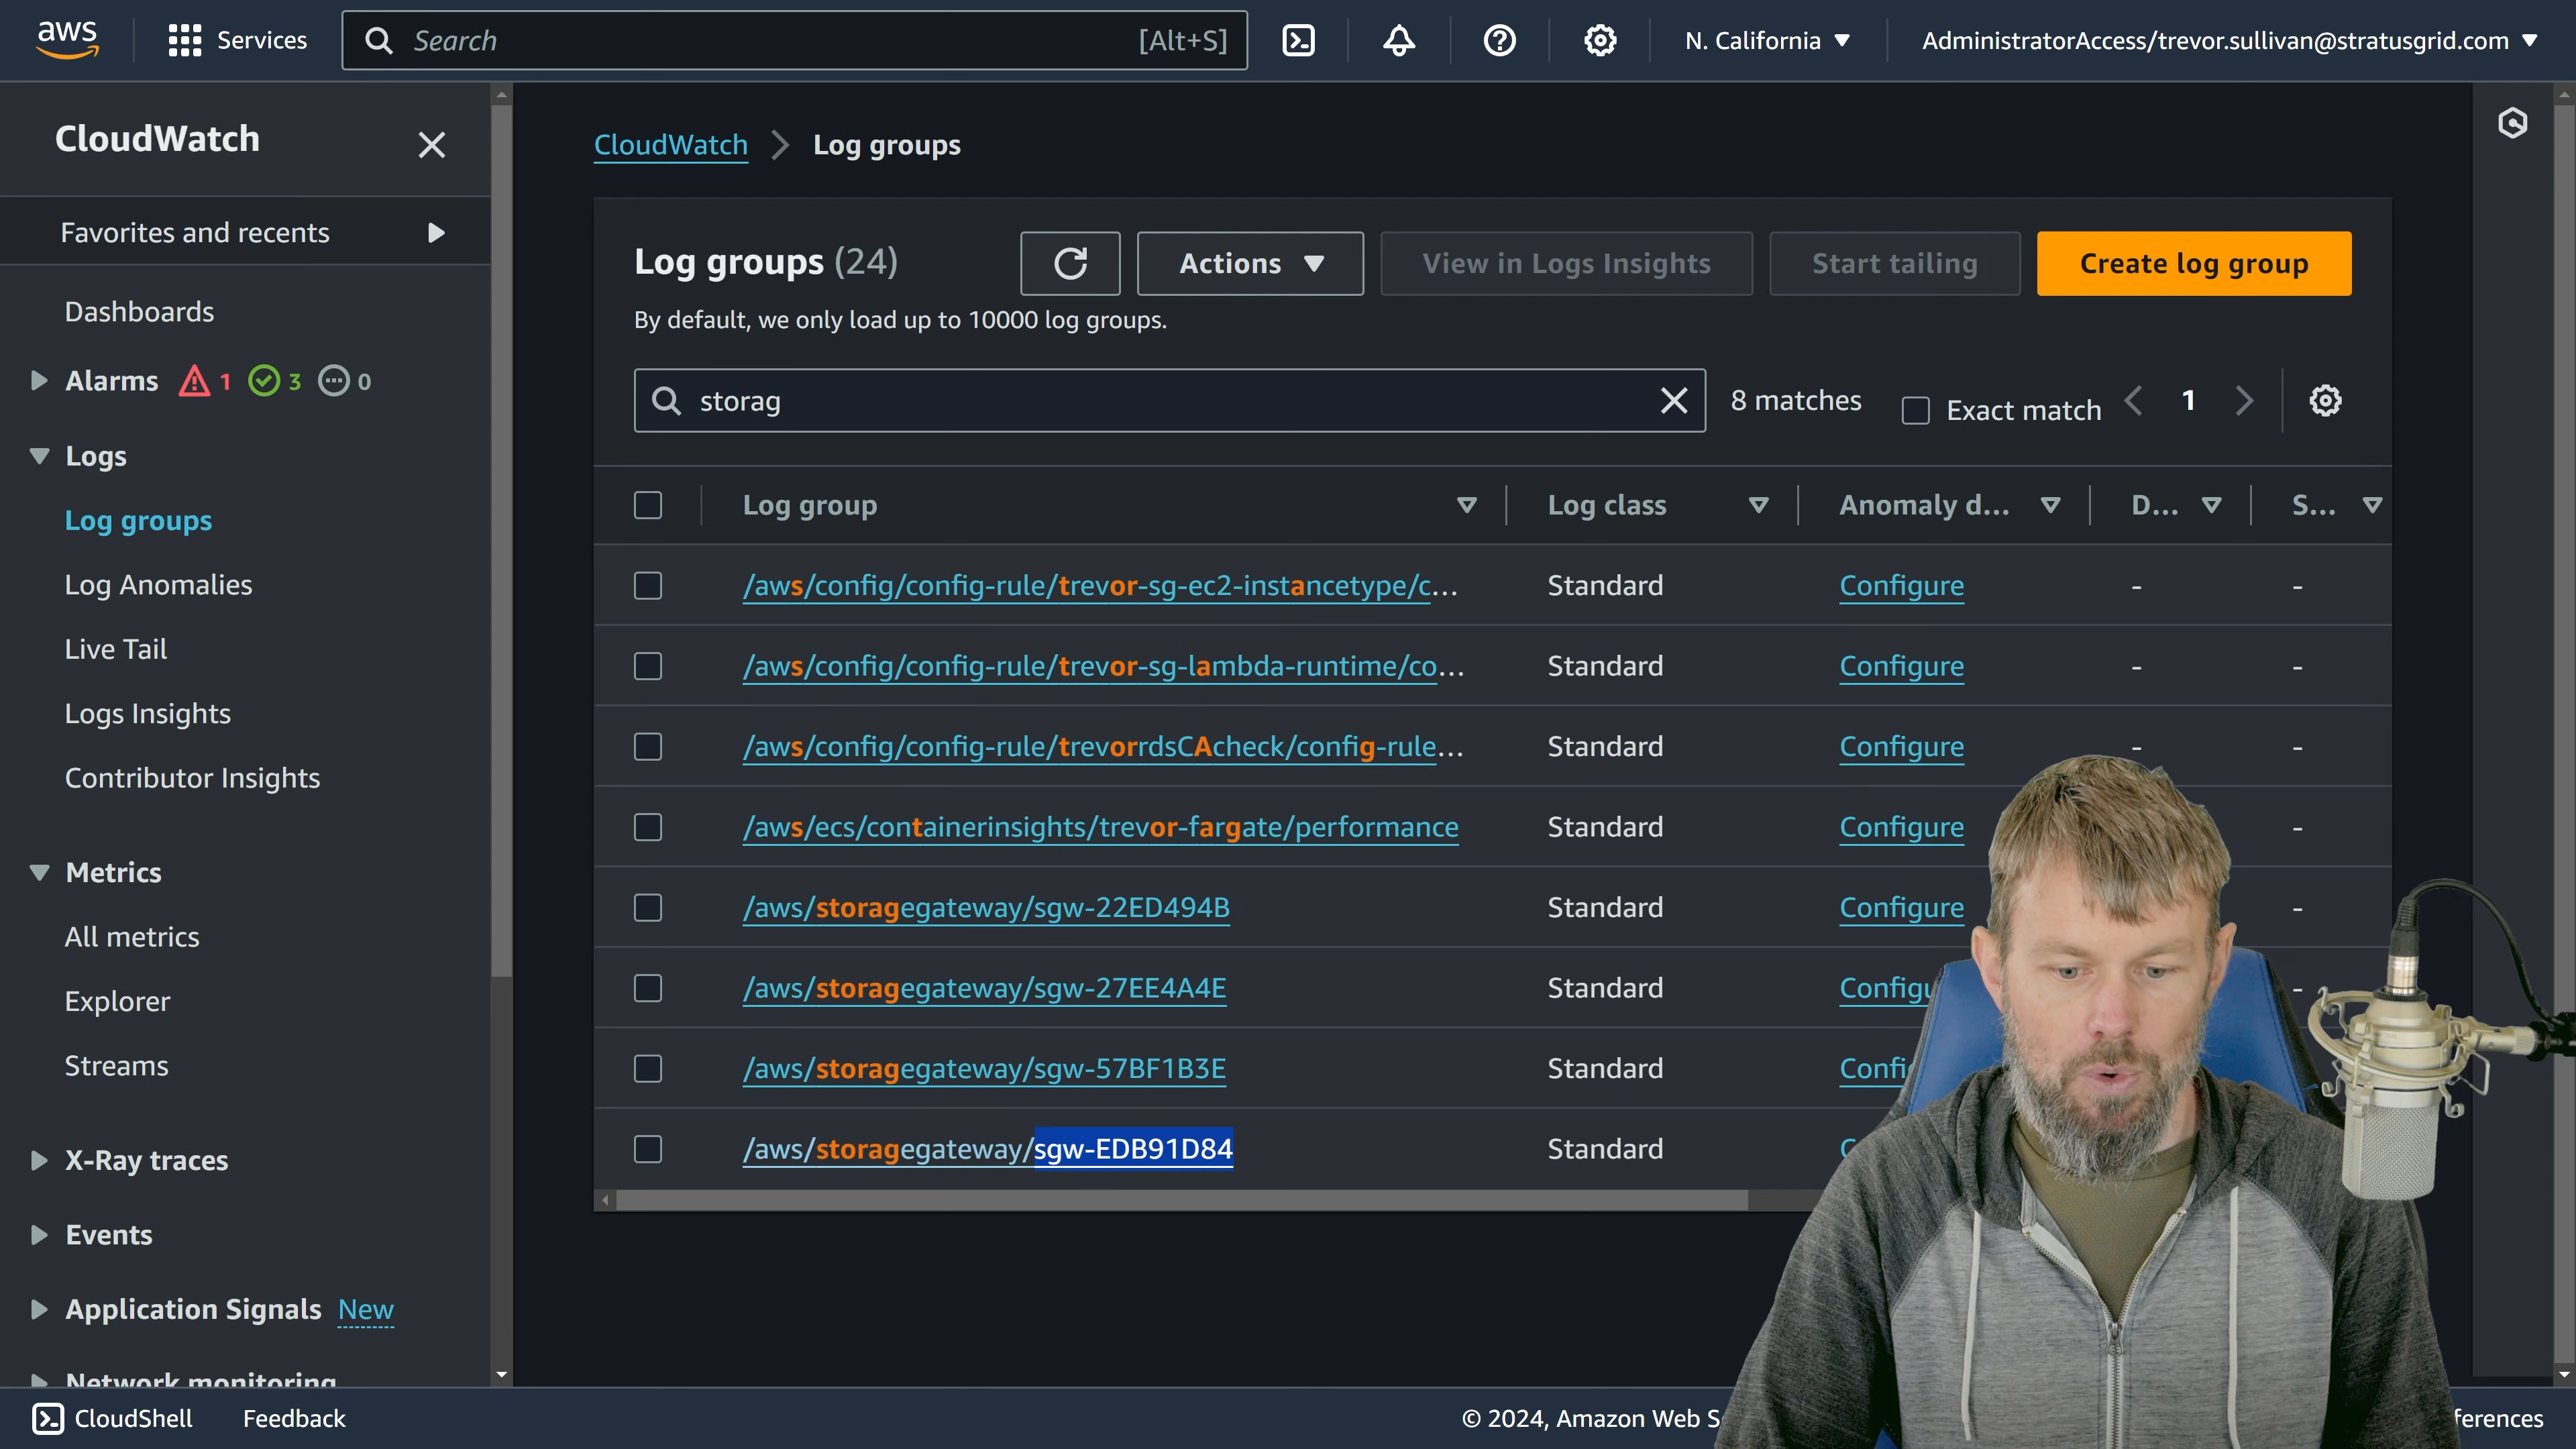 aws
Services
Search
[Alt+S]
N. California
AdministratorAccess/trevor.sullivan@stratusgrid.com
CloudWatch
Favorites and recents
Dashboards
Alarms 1 3 0
Logs
Log groups
Log Anomalies
Live Tail
Logs Insights
Contributor Insights
Metrics
All metrics
Explorer
Streams
X-Ray traces
Events
Application Signals New
Network monitoring
CloudWatch
Log groups
Log groups (24)
Actions
View in Logs Insights
Start tailing
Create log group
By default, we only load up to 10000 log groups.
storag
8 matches
Exact match
1
Log group Log class Anomaly d... D... S...
/aws/config/config-rule/trevor-sg-ec2-instancetype/c... Standard Configure - -
/aws/config/config-rule/trevor-sg-lambda-runtime/co... Standard Configure - -
/aws/config/config-rule/trevorrdsCAcheck/config-rule... Standard Configure - -
/aws/ecs/containerinsights/trevor-fargate/performance Standard Configure -
/aws/storagegateway/sgw-22ED494B Standard Configure -
/aws/storagegateway/sgw-27EE4A4E Standard Configu -
/aws/storagegateway/sgw-57BF1B3E Standard Confi
/aws/storagegateway/sgw-EDB91D84 Standard
CloudShell
Feedback
© 2024, Amazon Web S
ferences